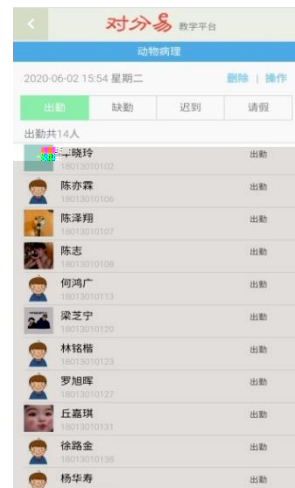 对分易 教学平台
动物病理
2020-06-02 15:54 星期二 删除 | 操作
出勤 缺勤 迟到 请假
出勤共14人
晓玲 出勤
18013010102
陈亦霖 出勤
18013010106
陈泽翔 出勤
18013010107
陈志 出勤
18013010108
何鸿广 出勤
18013010113
梁芝宁 出勤
18013010120
林铭楷 出勤
18013010123
罗旭晖 出勤
18013010127
丘嘉琪 出勤
18013010131
徐路金 出勤
18013010138
杨华寿 出勤